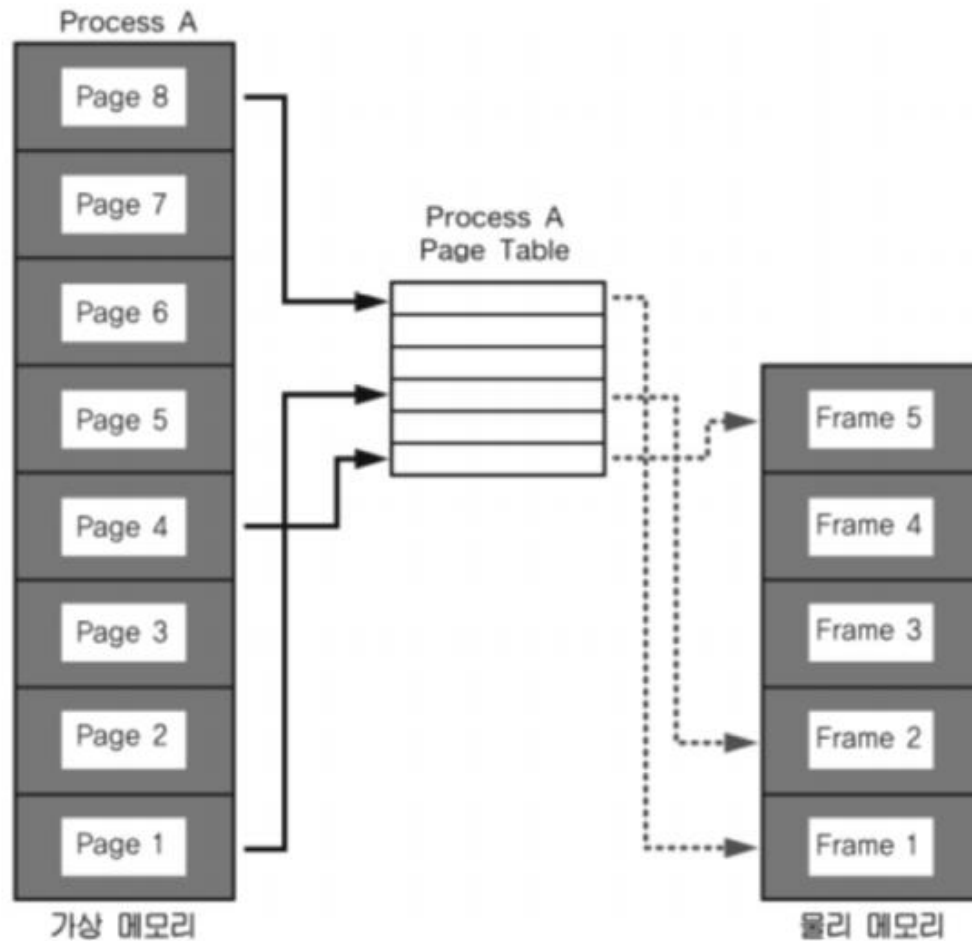 Process A
Page 8
Page 7
Page 6
Page 5
Page 4
Page 3
Page 2
Page 1
가상 메모리
Process A
Page Table
Frame 5
Frame 4
Frame 3
Frame 2
Frame 1
물리 메모리